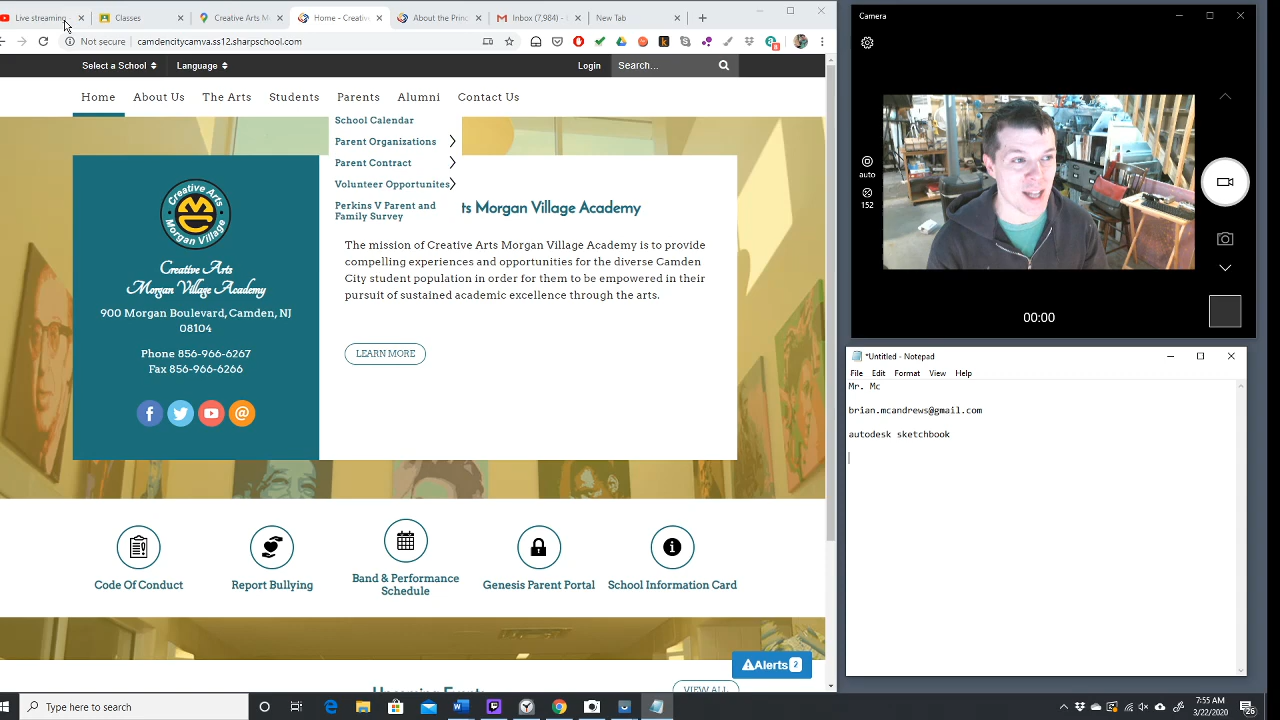 Live streaming
Classes
Creative Arts M
Home - Creative
About the Princ
Inbox (7,984) -
New Tab
Not secure
camdencitycamva.ss12.sharpschool.com
Select a School
Language
Login
Search...
Home
About Us
The Arts
Students
Parents
Alumni
Contact Us
School Calendar
Parent Organizations
Parent Contract
Volunteer Opportunites
Perkins V Parent and
Family Survey
Creative Arts
Morgan Village
Creative Arts
Morgan Village Academy
900 Morgan Boulevard, Camden, NJ
08104
Phone 856-966-6267
Fax 856-966-6266
ts Morgan Village Academy
The mission of Creative Arts Morgan Village Academy is to provide
compelling experiences and opportunities for the diverse Camden
City student population in order for them to be empowered in their
pursuit of sustained academic excellence through the arts.
LEARN MORE
Code Of Conduct
Report Bullying
Band & Performance
Schedule
Genesis Parent Portal
School Information Card
Alerts 2
Upcoming Events
VIEW ALL
Camera
auto
152
00:00
*Untitled - Notepad
File Edit Format View Help
Mr. Mc
brian.mcandrews@gmail.com
autodesk sketchbook
Type here to search
7:55 AM
3/22/2020
26